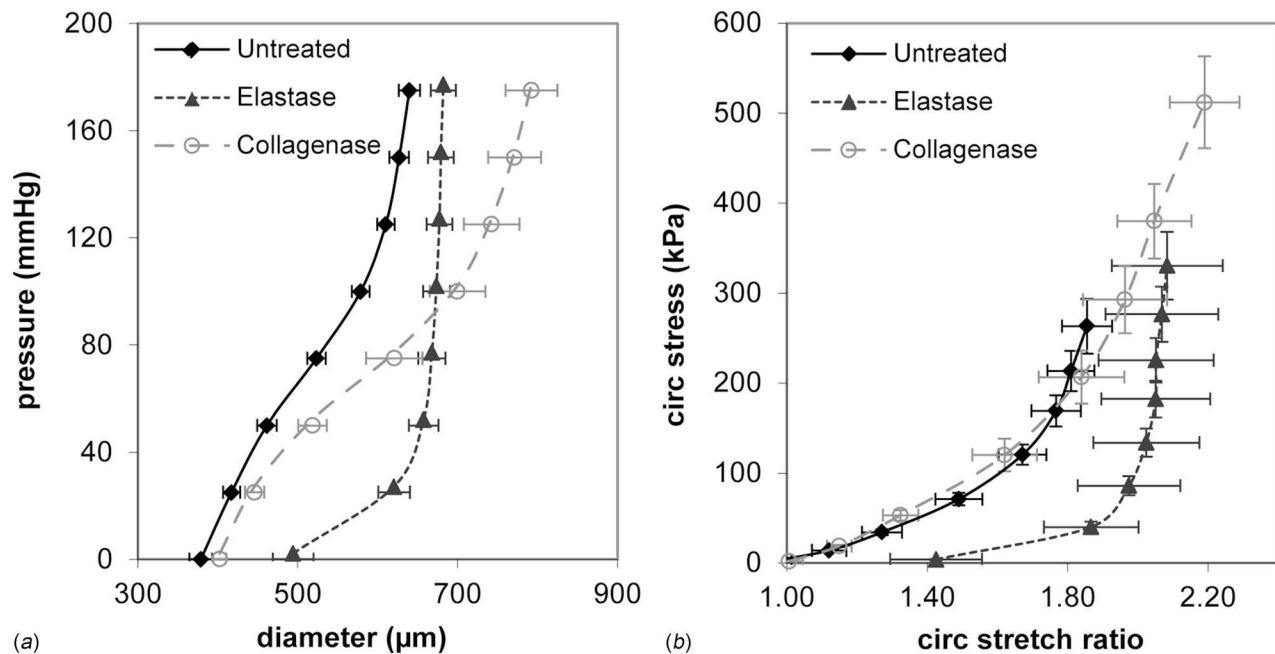 200
160
120
80
40
0
pressure (mmHg)
Untreated
Elastase
Collagenase
300 500 700 900
diameter (µm)
(a)
600
500
400
300
200
100
0
circ stress (kPa)
Untreated
Elastase
Collagenase
1.00 1.40 1.80 2.20
circ stretch ratio
(b)